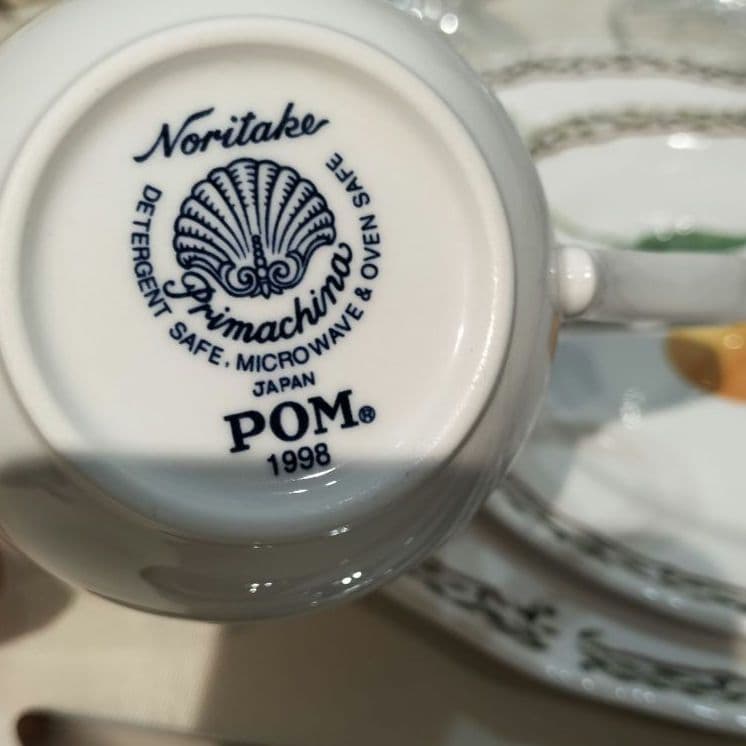 Noritake
Primachina
DETERGENT SAFE, MICROWAVE & OVEN SAFE
JAPAN
POM®
1998